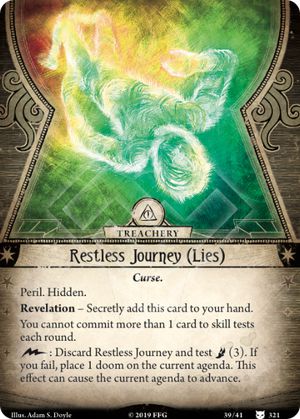 TREACHERY
Restless Journey (Lies)
Curse.
Peril. Hidden.
Revelation – Secretly add this card to your hand.
You cannot commit more than 1 card to skill tests
each round.
: Discard Restless Journey and test (3). If
you fail, place 1 doom on the current agenda. This
effect can cause the current agenda to advance.
Illus. Adam S. Doyle
© 2019 FFG
39/41
321